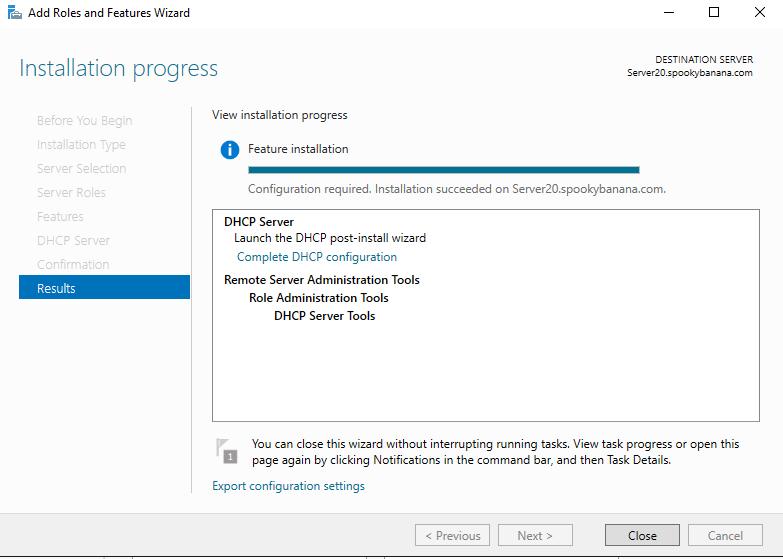 Add Roles and Features Wizard
Installation progress
DESTINATION SERVER
Server20.spookybanana.com
Before You Begin
Installation Type
Server Selection
Server Roles
Features
DHCP Server
Confirmation
Results
View installation progress
Feature installation
Configuration required. Installation succeeded on Server20.spookybanana.com.
DHCP Server
Launch the DHCP post-install wizard
Complete DHCP configuration
Remote Server Administration Tools
Role Administration Tools
DHCP Server Tools
1
You can close this wizard without interrupting running tasks. View task progress or open this
page again by clicking Notifications in the command bar, and then Task Details.
Export configuration settings
< Previous
Next >
Close
Cancel